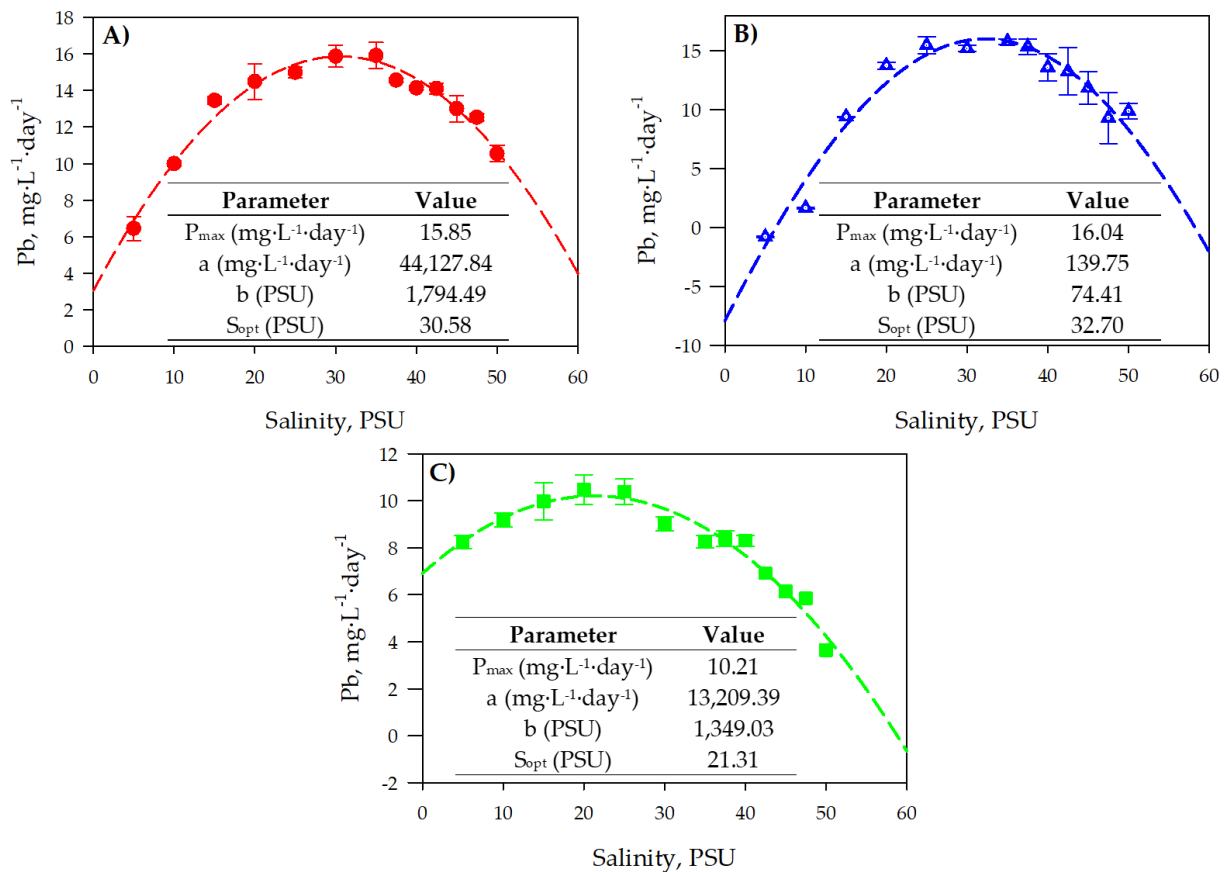 A)
Pb, mg·L⁻¹·day⁻¹
18
16
14
12
10
8
6
4
2
0
Parameter Value
Pmax (mg·L⁻¹·day⁻¹) 15.85
a (mg·L⁻¹·day⁻¹) 44,127.84
b (PSU) 1,794.49
Sopt (PSU) 30.58
0 10 20 30 40 50 60
Salinity, PSU
B)
Pb, mg·L⁻¹·day⁻¹
15
10
5
0
-5
-10
Parameter Value
Pmax (mg·L⁻¹·day⁻¹) 16.04
a (mg·L⁻¹·day⁻¹) 139.75
b (PSU) 74.41
Sopt (PSU) 32.70
0 10 20 30 40 50 60
Salinity, PSU
C)
Pb, mg·L⁻¹·day⁻¹
12
10
8
6
4
2
0
-2
Parameter Value
Pmax (mg·L⁻¹·day⁻¹) 10.21
a (mg·L⁻¹·day⁻¹) 13,209.39
b (PSU) 1,349.03
Sopt (PSU) 21.31
0 10 20 30 40 50 60
Salinity, PSU